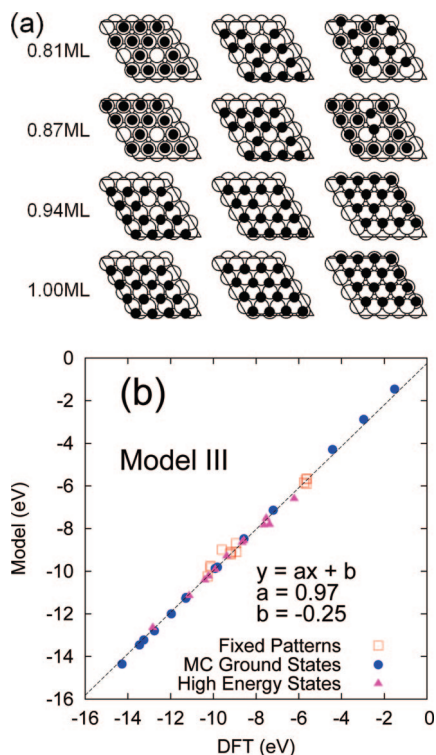 (a)
0.81ML
0.87ML
0.94ML
1.00ML
(b)
Model III
y = ax + b
a = 0.97
b = -0.25
Fixed Patterns
MC Ground States
High Energy States
Model (eV)
0
-2
-4
-6
-8
-10
-12
-14
-16
-16 -14 -12 -10 -8 -6 -4 -2 0
DFT (eV)